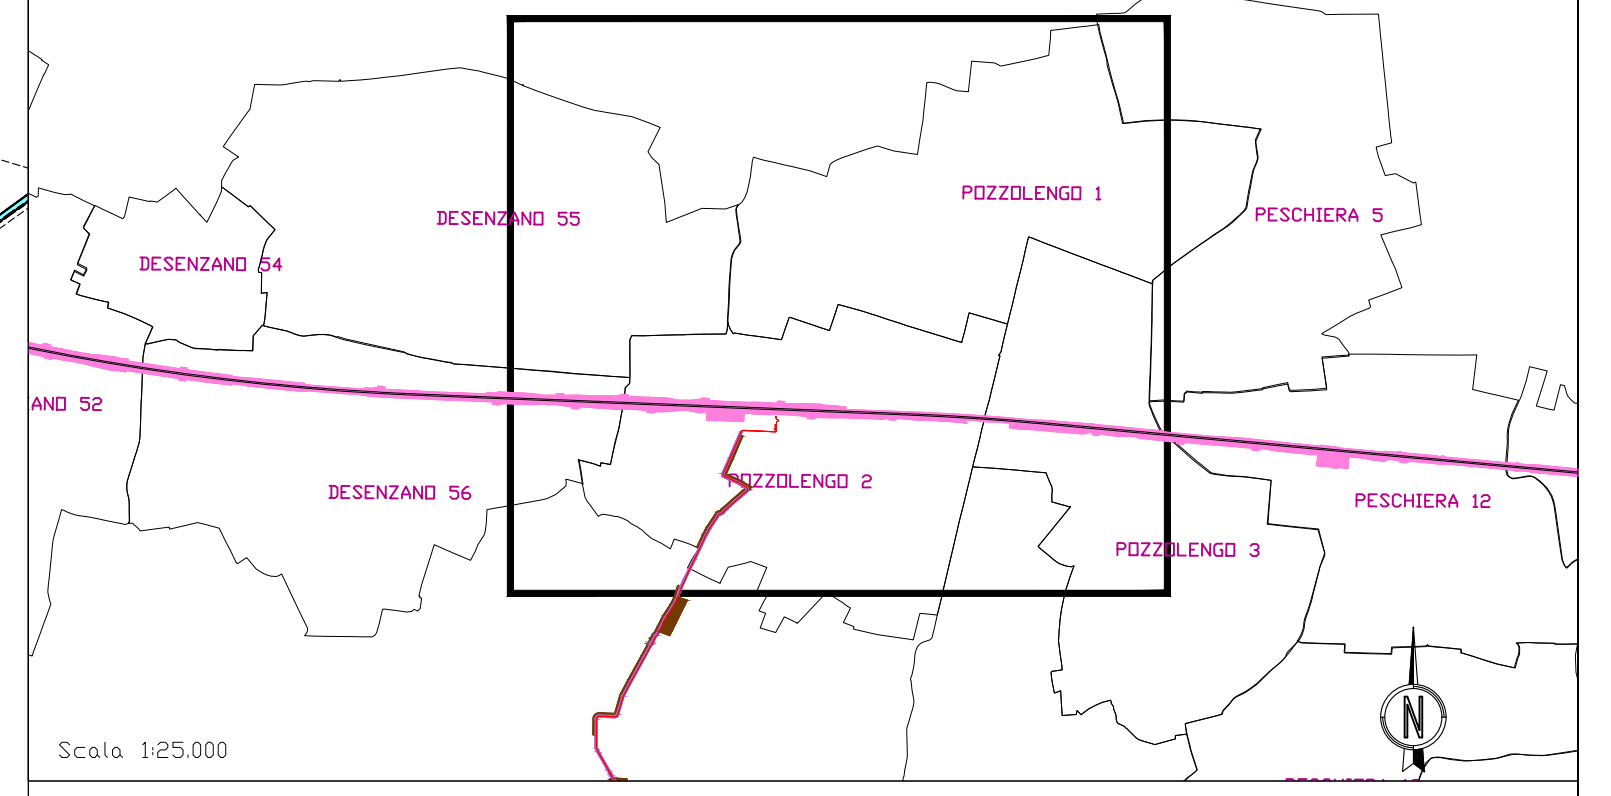 POZZOLENGO 1
DESENZANO 55
PESCHIERA 5
DESENZANO 54
ANO 52
POZZOLENGO 2
DESENZANO 56
PESCHIERA 12
POZZOLENGO 3
N
Scala 1:25.000
PESCHIERA